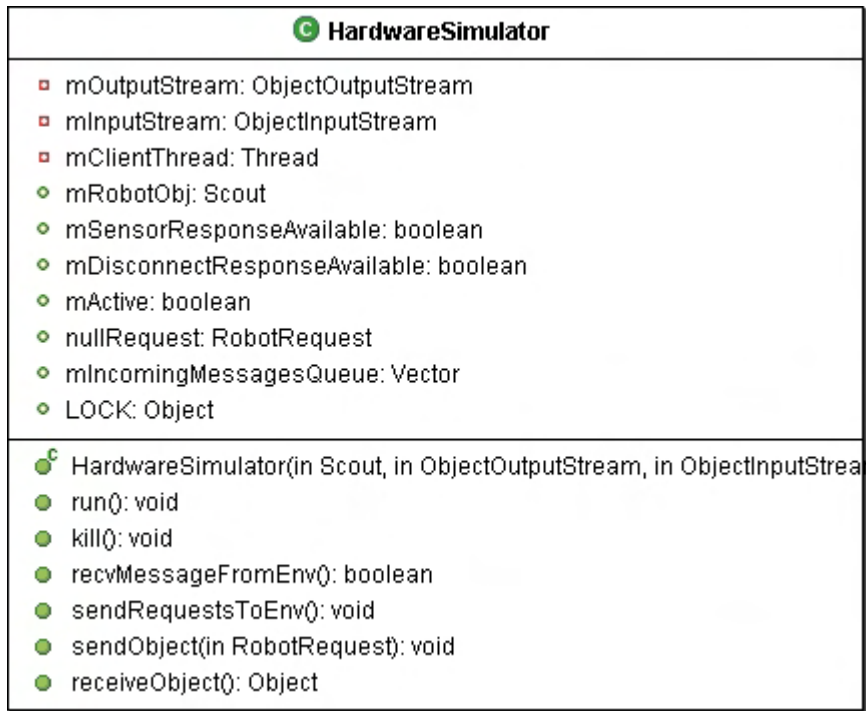 C HardwareSimulator
mOutputStream: ObjectOutputStream
mInputStream: ObjectInputStream
mClientThread: Thread
mRobotObj: Scout
mSensorResponseAvailable: boolean
mDisconnectResponseAvailable: boolean
mActive: boolean
nullRequest: RobotRequest
mIncomingMessagesQueue: Vector
LOCK: Object
C HardwareSimulator(in Scout, in ObjectOutputStream, in ObjectInputStrea
run(): void
kill(): void
recvMessageFromEnv(): boolean
sendRequestsToEnv(): void
sendObject(in RobotRequest): void
receiveObject(): Object